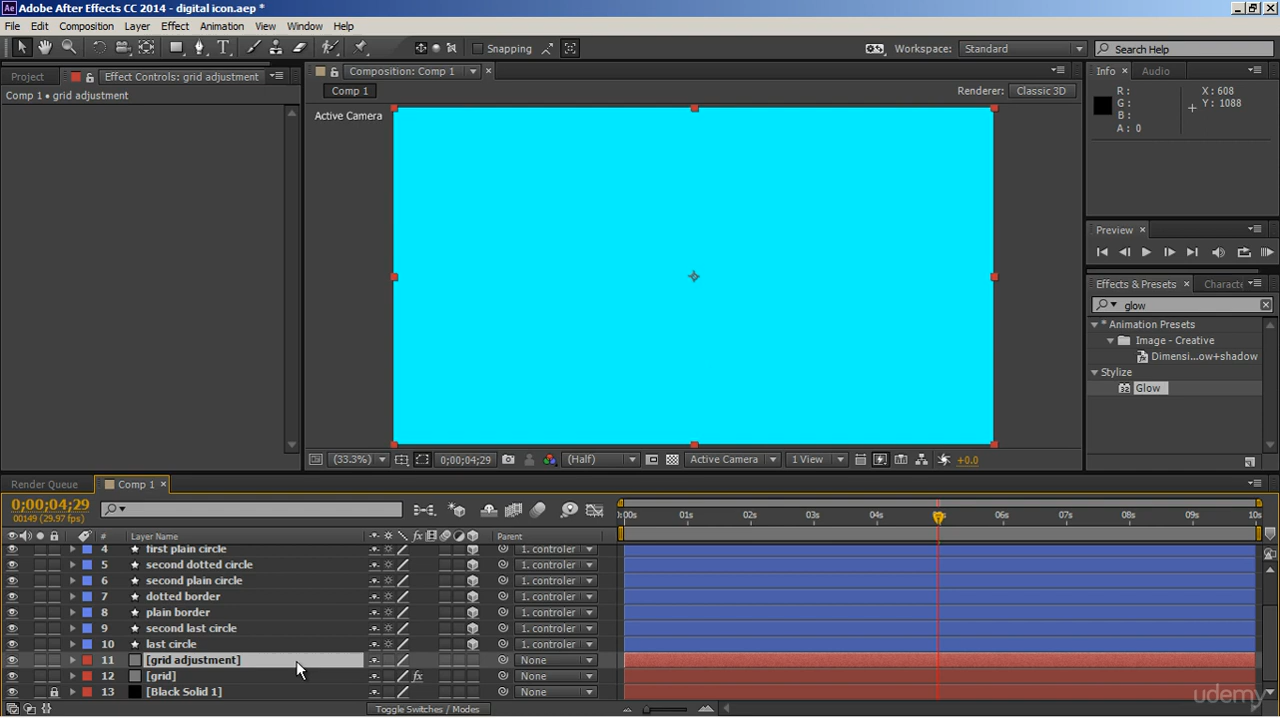 Adobe After Effects CC 2014 - digital icon.aep *
File Edit Composition Layer Effect Animation View Window Help
Snapping
Workspace: Standard
Search Help
Project
Effect Controls: grid adjustment
Composition: Comp 1
Info
Audio
Comp 1 • grid adjustment
Comp 1
Renderer: Classic 3D
R :
G :
B :
A : 0
X : 608
Y : 1088
Active Camera
Preview
Effects & Presets
Characte
glow
* Animation Presets
Image - Creative
Dimensi...ow+shadow
Stylize
Glow
(33.3%)
0;00;04;29
(Half)
Active Camera
1 View
+0.0
Render Queue
Comp 1
0;00;04;29
00149 (29.97 fps)
:00s 01s 02s 03s 04s 05s 06s 07s 08s 09s 10s
# Layer Name
fx
Parent
4 first plain circle 1. controler
5 second dotted circle 1. controler
6 second plain circle 1. controler
7 dotted border 1. controler
8 plain border 1. controler
9 second last circle 1. controler
10 last circle 1. controler
11 [grid adjustment] None
12 [grid] fx None
13 [Black Solid 1] None
Toggle Switches / Modes
udemy